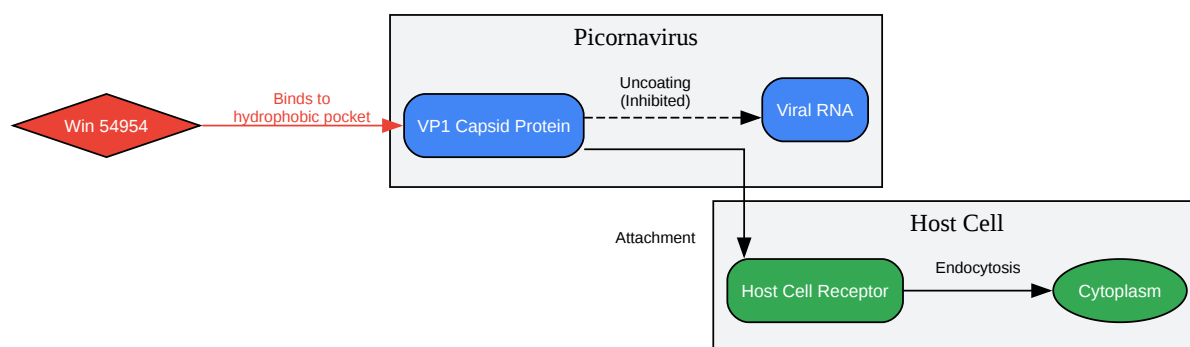 Picornavirus
Uncoating
(Inhibited)
Binds to
hydrophobic pocket
Win 54954
VP1 Capsid Protein
Viral RNA
Host Cell
Attachment
Endocytosis
Host Cell Receptor
Cytoplasm